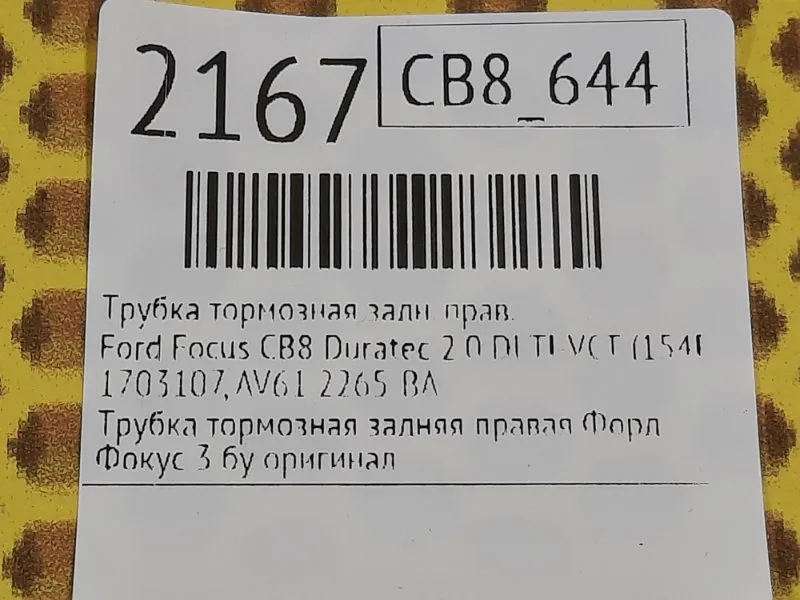 2167
CB8_644
Трубка тормозная задн. прав.
Ford Focus CB8 Duratec 2.0 DI TI-VCT (154
1703107, AV61 2265 BA
Трубка тормозная задняя правая Форд
Фокус 3 бу оригинал